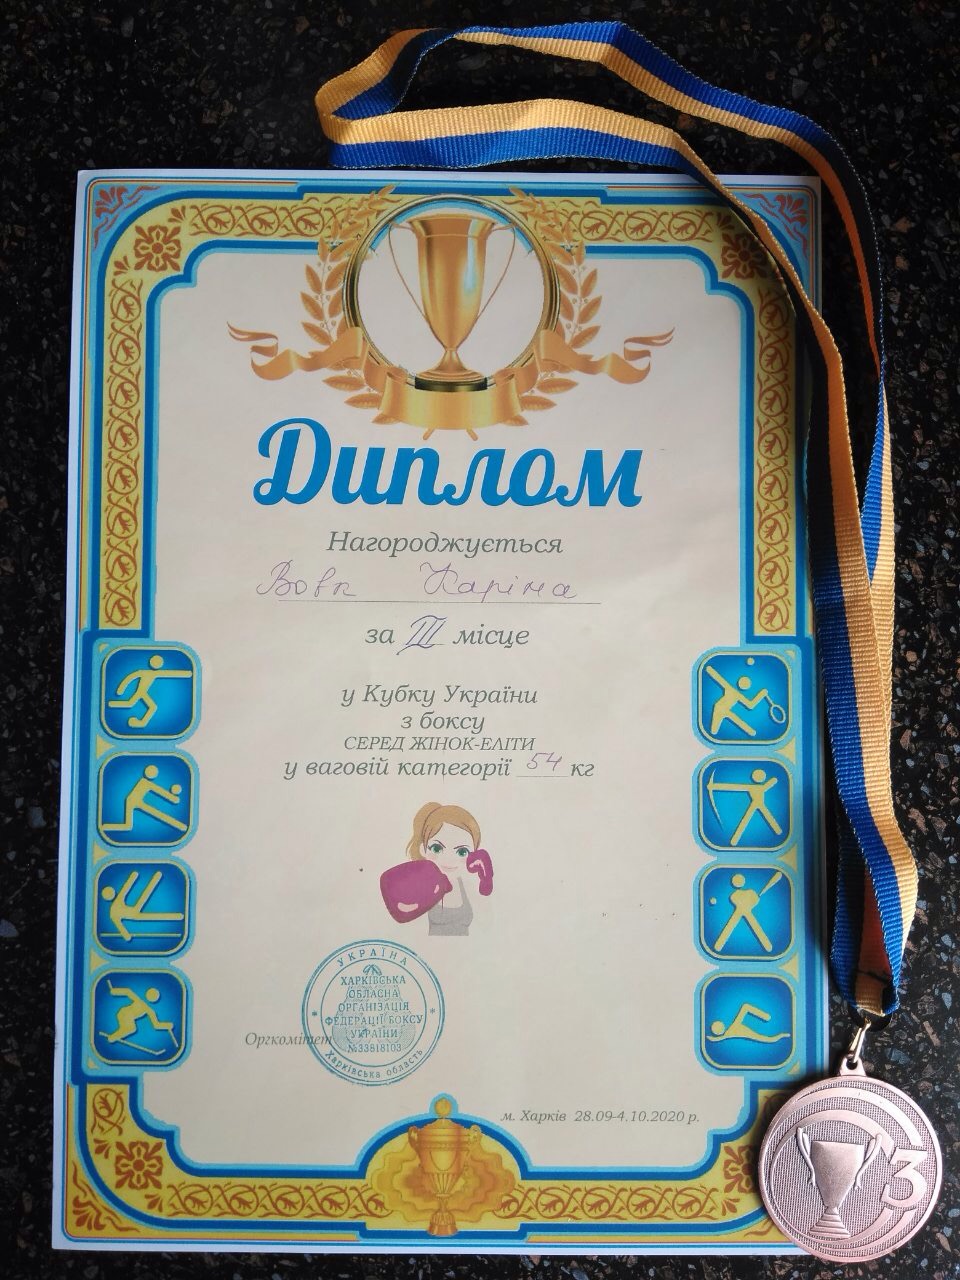 Диплом
Нагороджується
Вовк Каріна
за III місце
у Кубку України
з боксу
СЕРЕД ЖІНОК-ЕЛІТИ
у ваговій категорії 54 кг
УКРАЇНА
ХАРКІВСЬКА
ОБЛАСНА
ОРГАНІЗАЦІЯ
ФЕДЕРАЦІЇ БОКСУ
УКРАЇНИ
№33818103
Харківська область
Оргкомітет
м. Харків 28.09-4.10.2020 р.
3